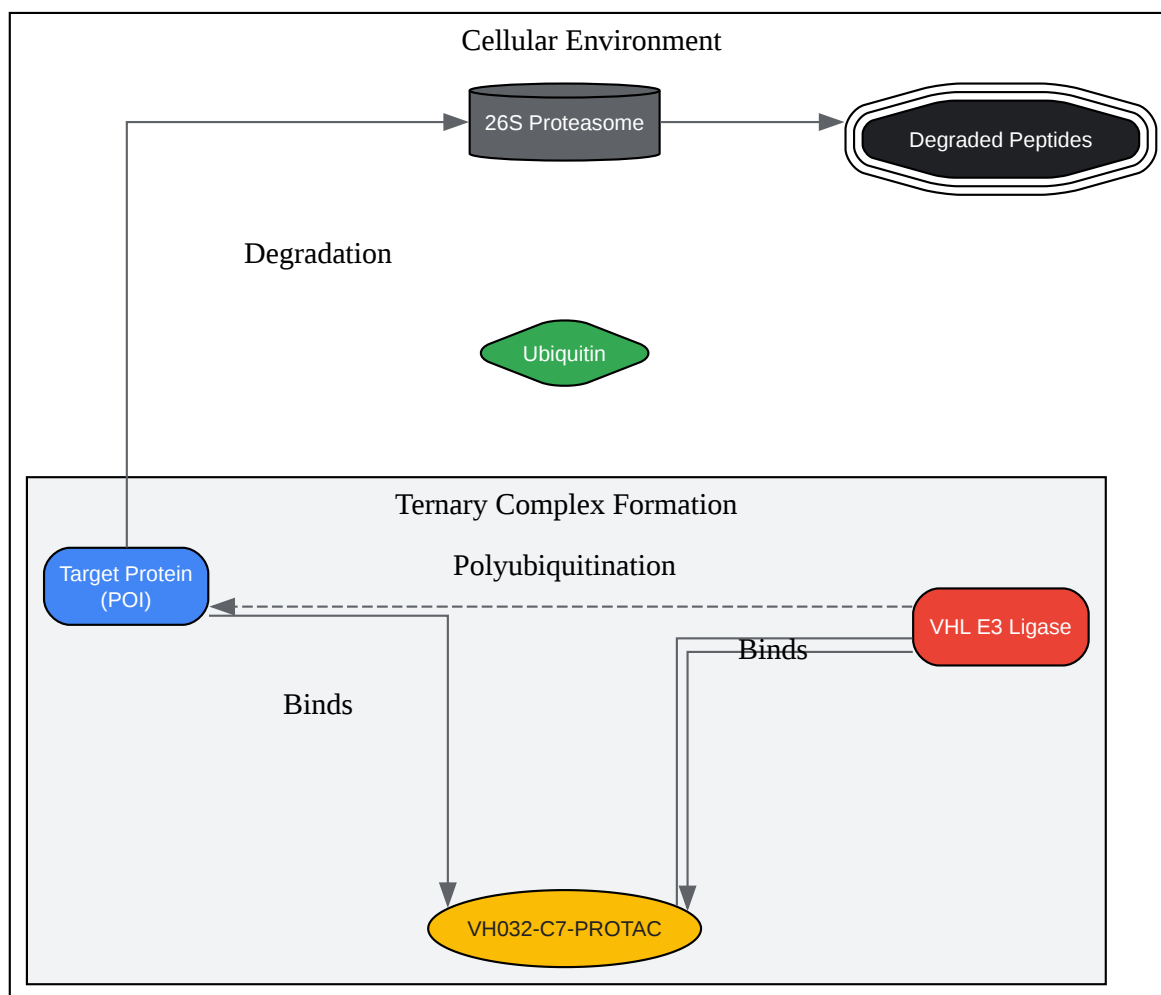 Cellular Environment
26S Proteasome
Degraded Peptides
Degradation
Ubiquitin
Ternary Complex Formation
Polyubiquitination
Target Protein
(POI)
VHL E3 Ligase
Binds
Binds
VH032-C7-PROTAC